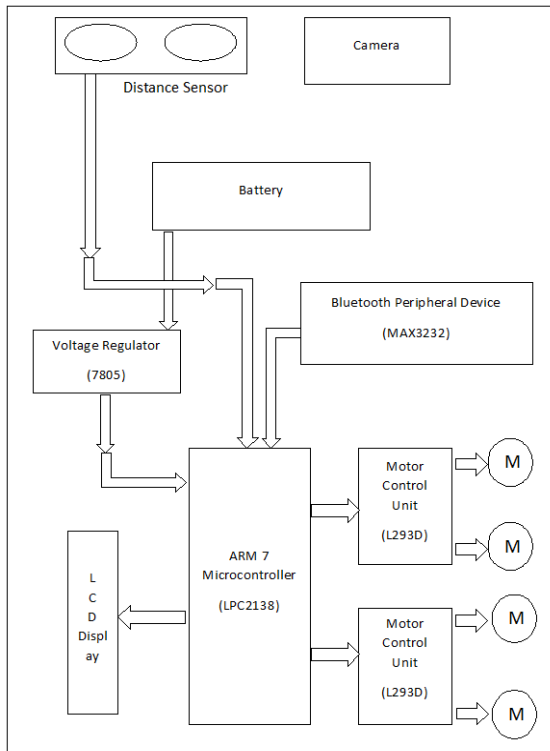 Camera
Distance Sensor
Battery
Bluetooth Peripheral Device
(MAX3232)
Voltage Regulator
(7805)
Motor
Control
Unit
(L293D)
M
M
ARM 7
Microcontroller
(LPC2138)
L
C
D
Displ
ay
Motor
Control
Unit
(L293D)
M
M